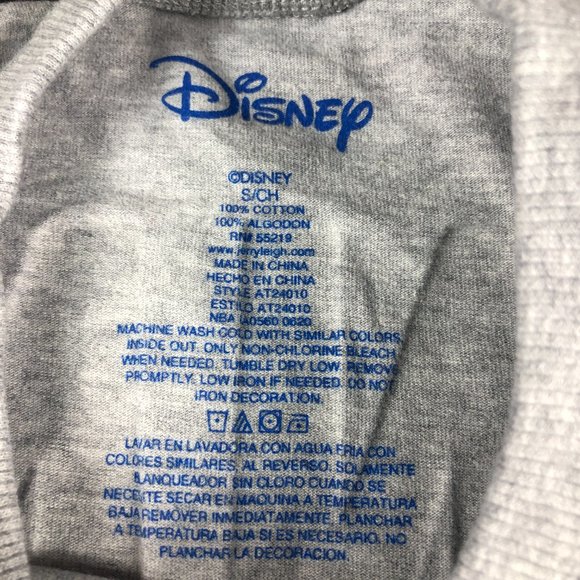 Disney
©DISNEY
S/CH
100% COTTON
100% ALGODON
RN# 55219
www.jerryleigh.com
MADE IN CHINA
HECHO EN CHINA
STYLE AT24010
ESTILO AT24010
NBA IA0560 0620
MACHINE WASH COLD WITH SIMILAR COLORS,
INSIDE OUT. ONLY NON-CHLORINE BLEACH
WHEN NEEDED. TUMBLE DRY LOW. REMOVE
PROMPTLY. LOW IRON IF NEEDED. DO NOT
IRON DECORATION.
LAVAR EN LAVADORA CON AGUA FRIA CON
COLORES SIMILARES, AL REVERSO. SOLAMENTE
BLANQUEADOR SIN CLORO CUANDO SE
NECESITE SECAR EN MAQUINA A TEMPERATURA
BAJA REMOVER INMEDIATAMENTE. PLANCHAR
A TEMPERATURA BAJA SI ES NECESARIO. NO
PLANCHAR LA DECORACION.